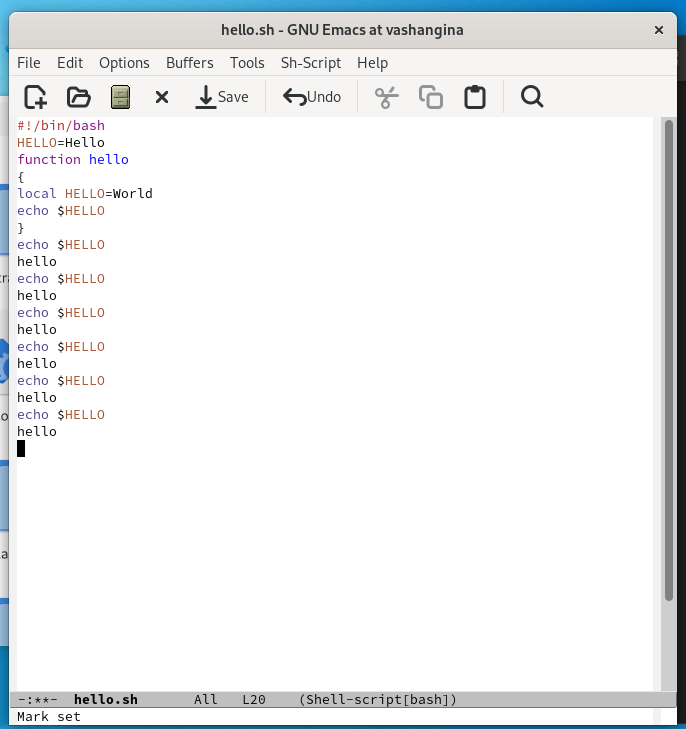 hello.sh - GNU Emacs at vashangina
File Edit Options Buffers Tools Sh-Script Help
Save Undo
#!/bin/bash
HELLO=Hello
function hello
{
local HELLO=World
echo $HELLO
}
echo $HELLO
hello
echo $HELLO
hello
echo $HELLO
hello
echo $HELLO
hello
echo $HELLO
hello
echo $HELLO
hello
-:**- hello.sh All L20 (Shell-script[bash])
Mark set